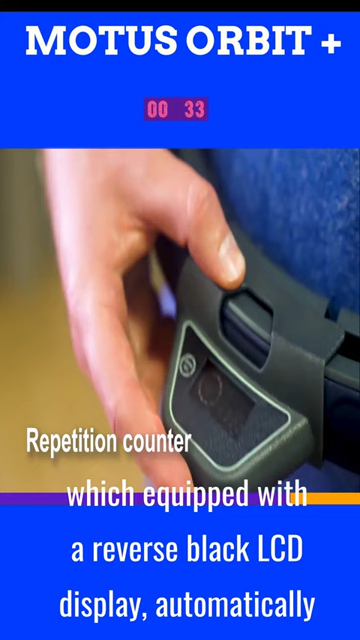 MOTUS ORBIT +
00 33
Repetition counter
which equipped with
a reverse black LCD
display, automatically